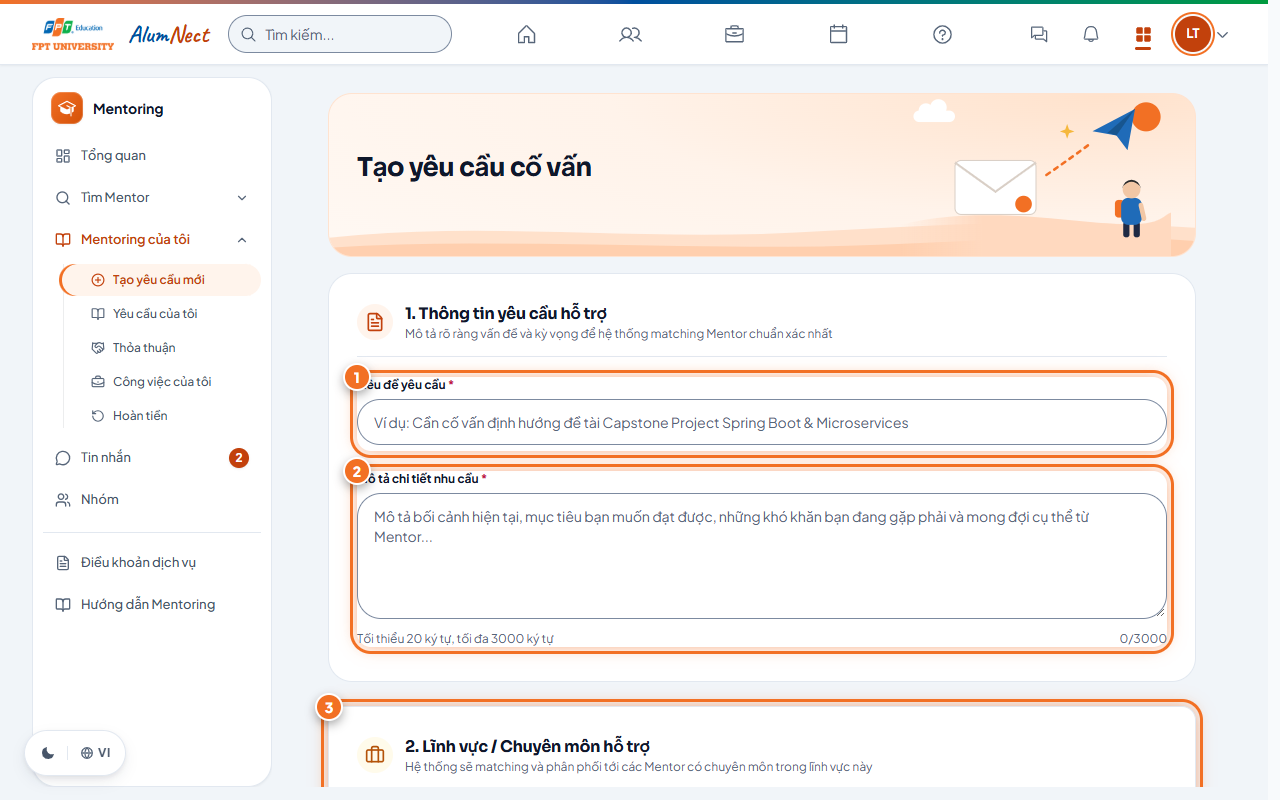 FPT Education
FPT UNIVERSITY
AlumNect
Tìm kiếm...
LT
Mentoring
Tổng quan
Tìm Mentor
Mentoring của tôi
Tạo yêu cầu mới
Yêu cầu của tôi
Thỏa thuận
Công việc của tôi
Hoàn tiền
Tin nhắn
2
Nhóm
Điều khoản dịch vụ
Hướng dẫn Mentoring
VI
Tạo yêu cầu cố vấn
1. Thông tin yêu cầu hỗ trợ
Mô tả rõ ràng vấn đề và kỳ vọng để hệ thống matching Mentor chuẩn xác nhất
1
đề yêu cầu *
Ví dụ: Cần cố vấn định hướng đề tài Capstone Project Spring Boot & Microservices
2
tả chi tiết nhu cầu *
Mô tả bối cảnh hiện tại, mục tiêu bạn muốn đạt được, những khó khăn bạn đang gặp phải và mong đợi cụ thể từ
Mentor...
Tối thiểu 20 ký tự, tối đa 3000 ký tự
0/3000
3
2. Lĩnh vực / Chuyên môn hỗ trợ
Hệ thống sẽ matching và phân phối tới các Mentor có chuyên môn trong lĩnh vực này